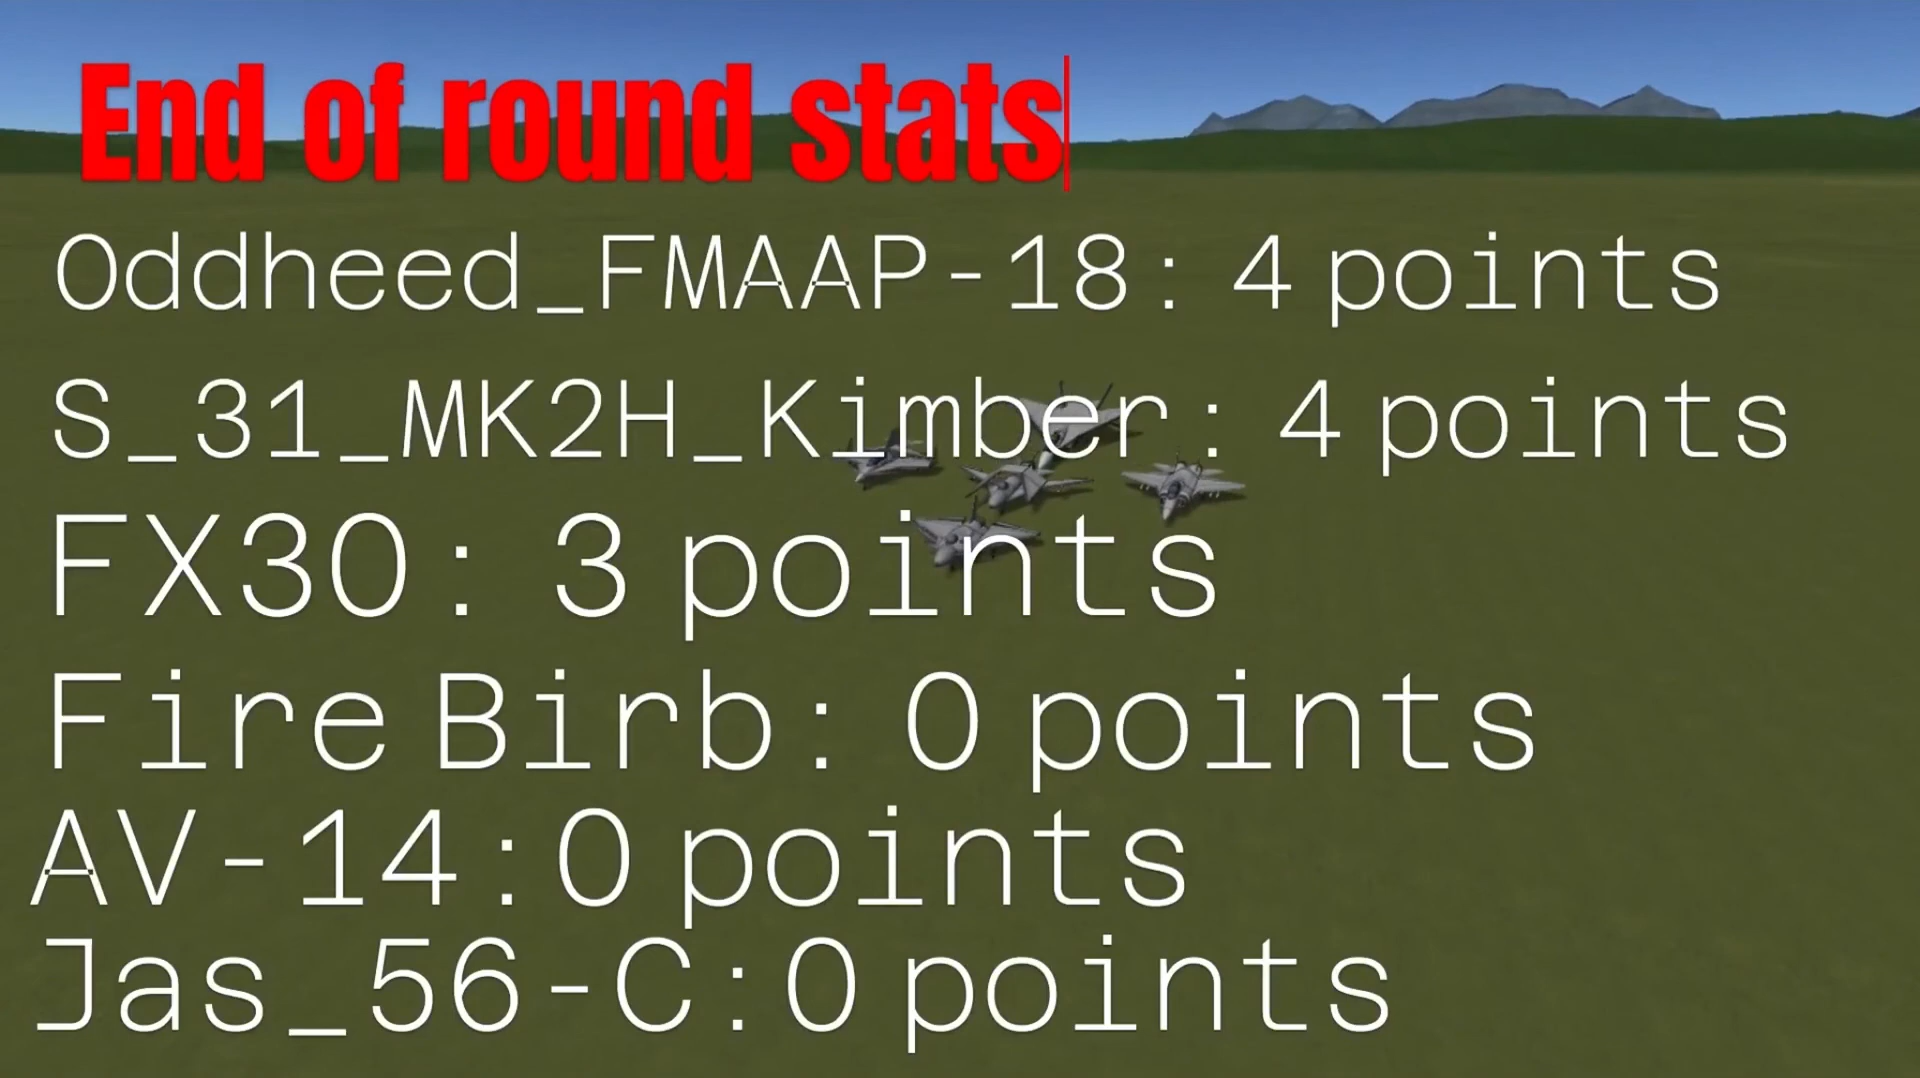 End of round stats
Oddheed_FMAAP-18: 4 points
S_31_MK2H_Kimber: 4 points
FX30: 3 points
Fire Birb: 0 points
AV-14:0 points
Jas_56-C:0 points